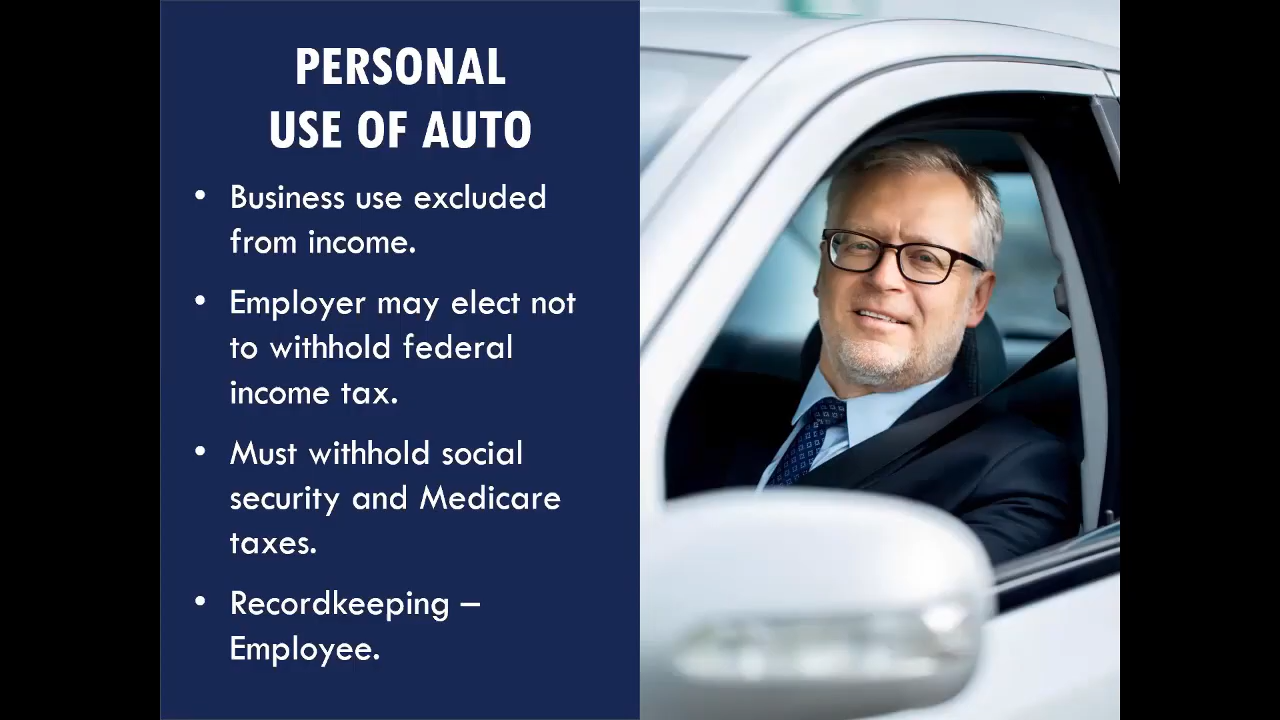 PERSONAL
USE OF AUTO
• Business use excluded
from income.
• Employer may elect not
to withhold federal
income tax.
• Must withhold social
security and Medicare
taxes.
• Recordkeeping –
Employee.